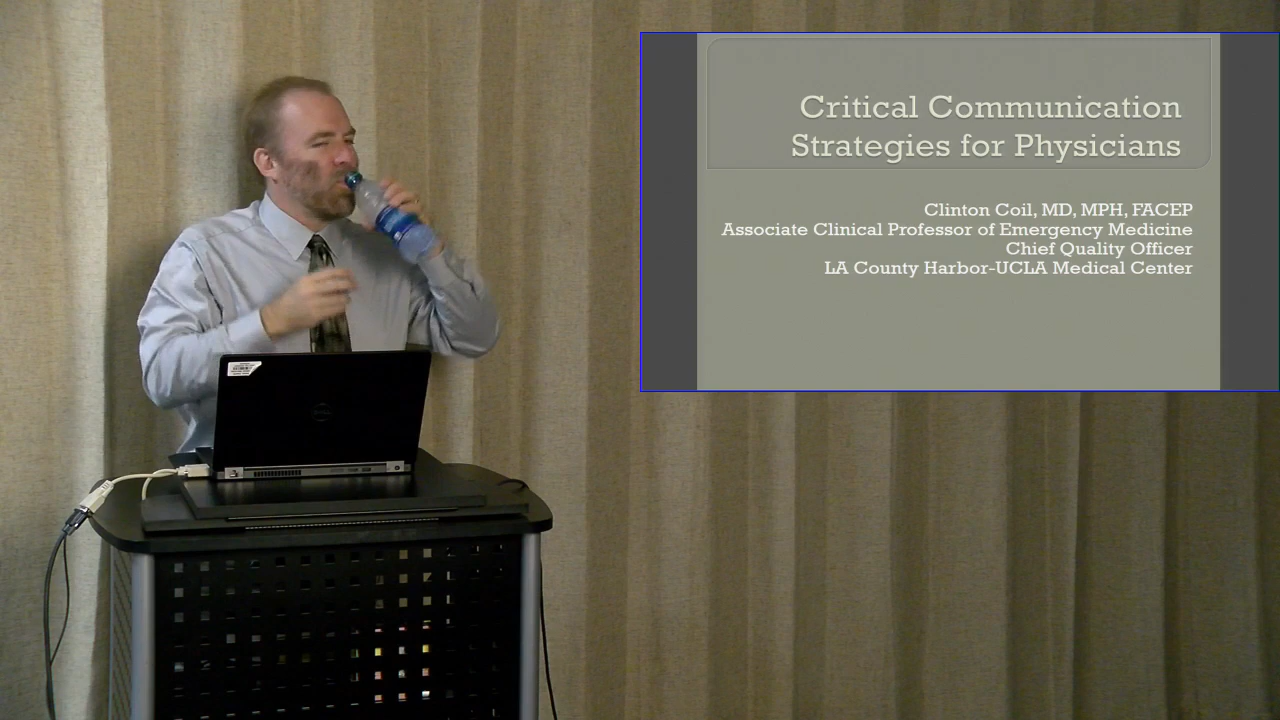 Critical Communication
Strategies for Physicians
Clinton Coil, MD, MPH, FACEP
Associate Clinical Professor of Emergency Medicine
Chief Quality Officer
LA County Harbor-UCLA Medical Center